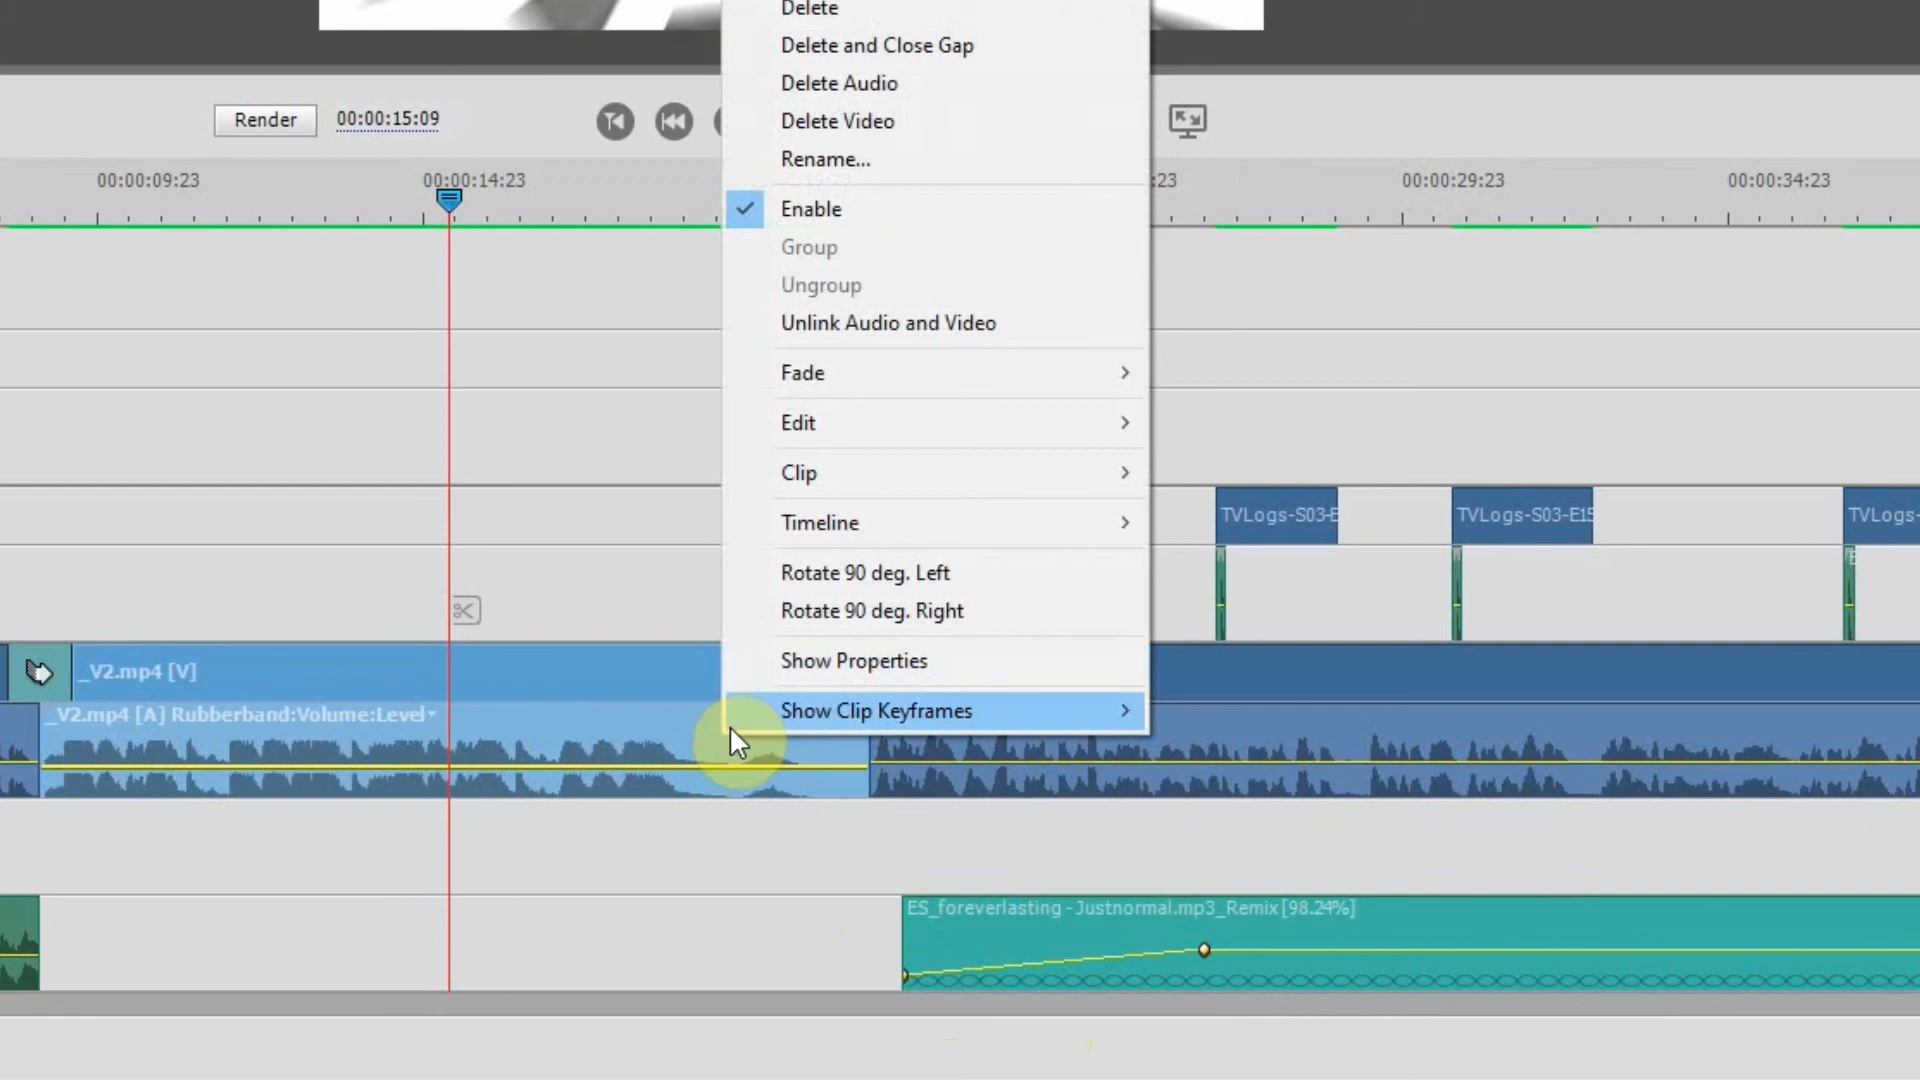 Delete
Delete and Close Gap
Delete Audio
Delete Video
Rename...
Enable
Group
Ungroup
Unlink Audio and Video
Fade
Edit
Clip
Timeline
Rotate 90 deg. Left
Rotate 90 deg. Right
Show Properties
Show Clip Keyframes
Render
00:00:15:09
00:00:09:23
00:00:14:23
:23
00:00:29:23
00:00:34:23
TVLogs-S03-E
TVLogs-S03-E15
TVLogs-
_V2.mp4 [V]
_V2.mp4 [A] Rubberband:Volume:Level
ES_foreverlasting - Justnormal.mp3_Remix [98.24%]